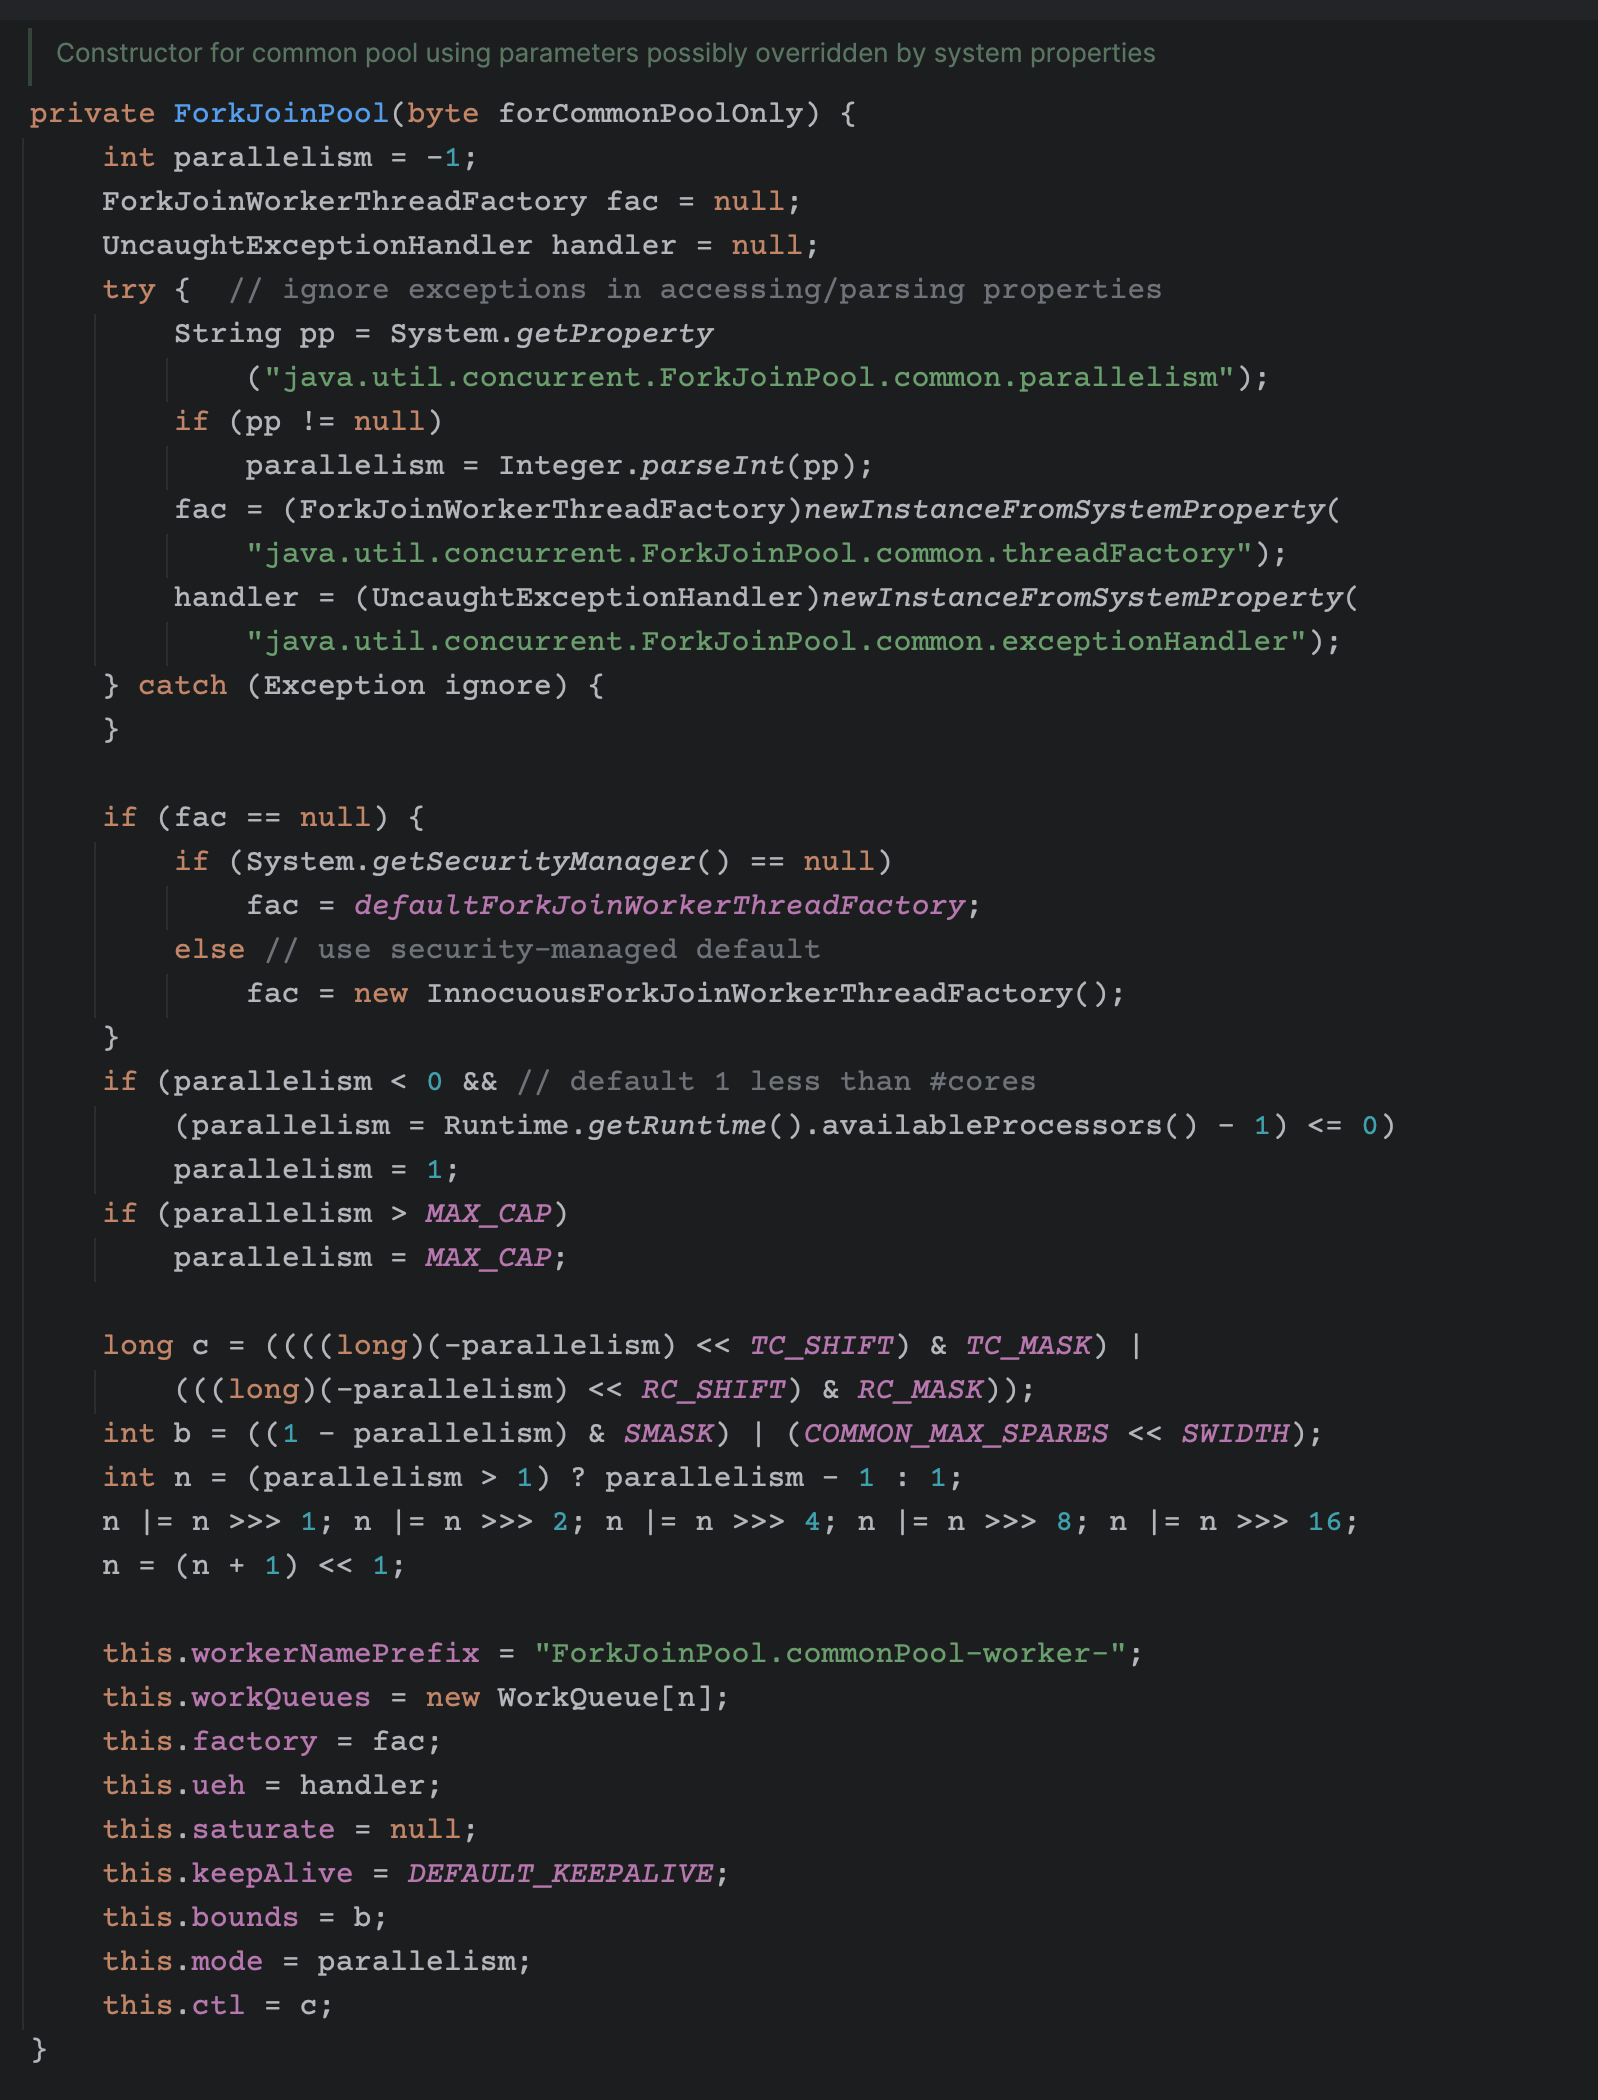 Constructor for common pool using parameters possibly overridden by system properties
private ForkJoinPool(byte forCommonPoolOnly) {
    int parallelism = -1;
    ForkJoinWorkerThreadFactory fac = null;
    UncaughtExceptionHandler handler = null;
    try {  // ignore exceptions in accessing/parsing properties
        String pp = System.getProperty
            ("java.util.concurrent.ForkJoinPool.common.parallelism");
        if (pp != null)
            parallelism = Integer.parseInt(pp);
        fac = (ForkJoinWorkerThreadFactory)newInstanceFromSystemProperty(
            "java.util.concurrent.ForkJoinPool.common.threadFactory");
        handler = (UncaughtExceptionHandler)newInstanceFromSystemProperty(
            "java.util.concurrent.ForkJoinPool.common.exceptionHandler");
    } catch (Exception ignore) {
    }

    if (fac == null) {
        if (System.getSecurityManager() == null)
            fac = defaultForkJoinWorkerThreadFactory;
        else // use security-managed default
            fac = new InnocuousForkJoinWorkerThreadFactory();
    }
    if (parallelism < 0 && // default 1 less than #cores
        (parallelism = Runtime.getRuntime().availableProcessors() - 1) <= 0)
        parallelism = 1;
    if (parallelism > MAX_CAP)
        parallelism = MAX_CAP;

    long c = ((((long)(-parallelism) << TC_SHIFT) & TC_MASK) |
        (((long)(-parallelism) << RC_SHIFT) & RC_MASK));
    int b = ((1 - parallelism) & SMASK) | (COMMON_MAX_SPARES << SWIDTH);
    int n = (parallelism > 1) ? parallelism - 1 : 1;
    n |= n >>> 1; n |= n >>> 2; n |= n >>> 4; n |= n >>> 8; n |= n >>> 16;
    n = (n + 1) << 1;

    this.workerNamePrefix = "ForkJoinPool.commonPool-worker-";
    this.workQueues = new WorkQueue[n];
    this.factory = fac;
    this.ueh = handler;
    this.saturate = null;
    this.keepAlive = DEFAULT_KEEPALIVE;
    this.bounds = b;
    this.mode = parallelism;
    this.ctl = c;
}